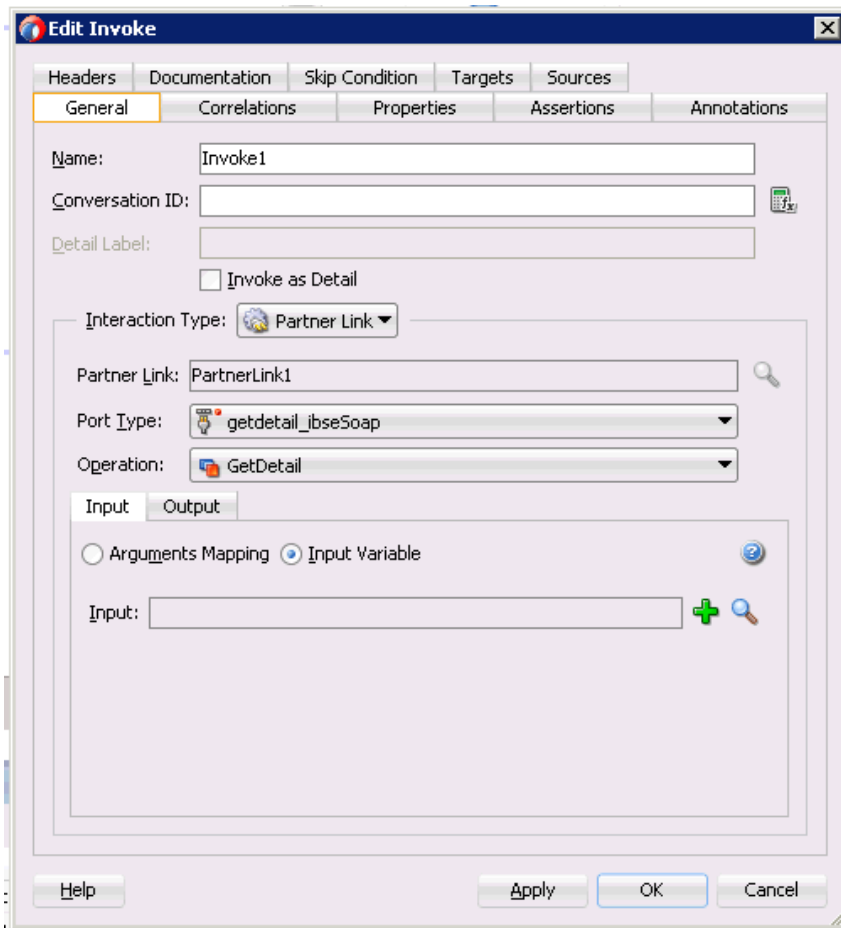 Edit Invoke
Headers Documentation Skip Condition Targets Sources
General Correlations Properties Assertions Annotations
Name: Invoke1
Conversation ID:
Detail Label:
Invoke as Detail
Interaction Type: Partner Link
Partner Link: PartnerLink1
Port Type: getdetail_ibseSoap
Operation: GetDetail
Input Output
Arguments Mapping Input Variable
Input:
Help Apply OK Cancel